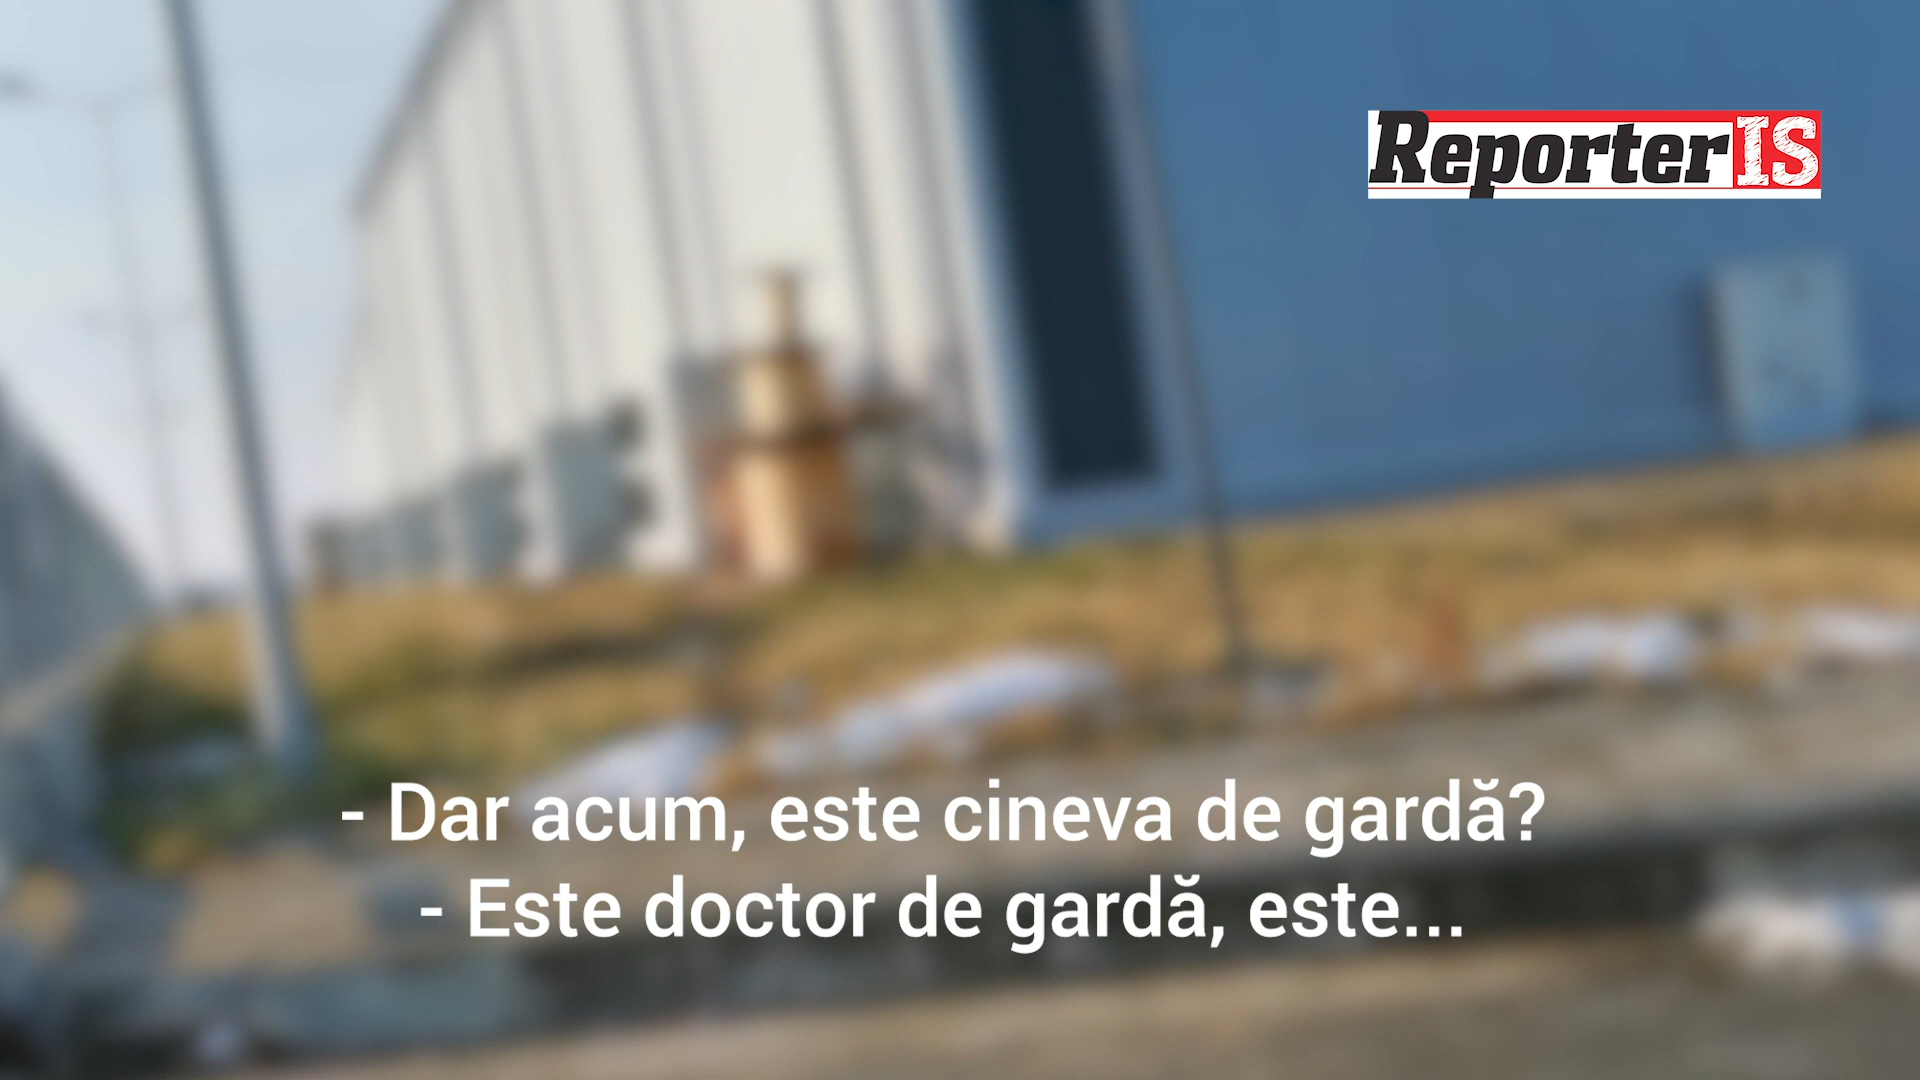 ReporterIS
- Dar acum, este cineva de gardă?
- Este doctor de gardă, este...